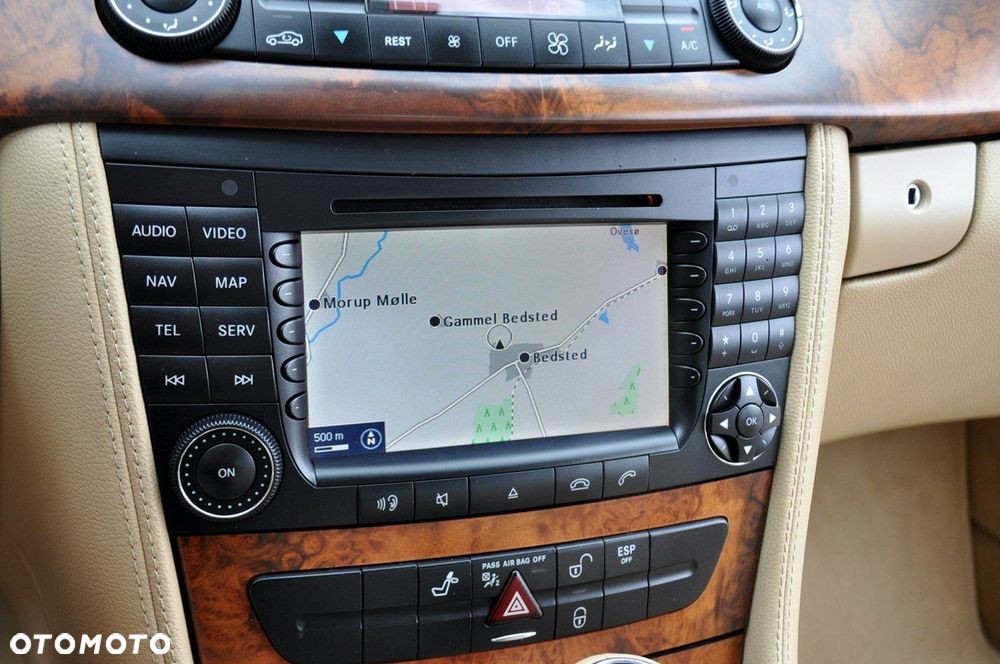 REST
OFF
A/C
AUTO
AUDIO
VIDEO
NAV
MAP
TEL
SERV
ON
Ovesø
Morup Mølle
Gammel Bedsted
Bedsted
500 m
N
1
2 ABC
3 DEF
4 GHI
5 JKL
6 MNO
7 PQRS
8 TUV
9 WXYZ
*
0
#
OK
PASS AIR BAG OFF
ESP
OFF
OTOMOTO